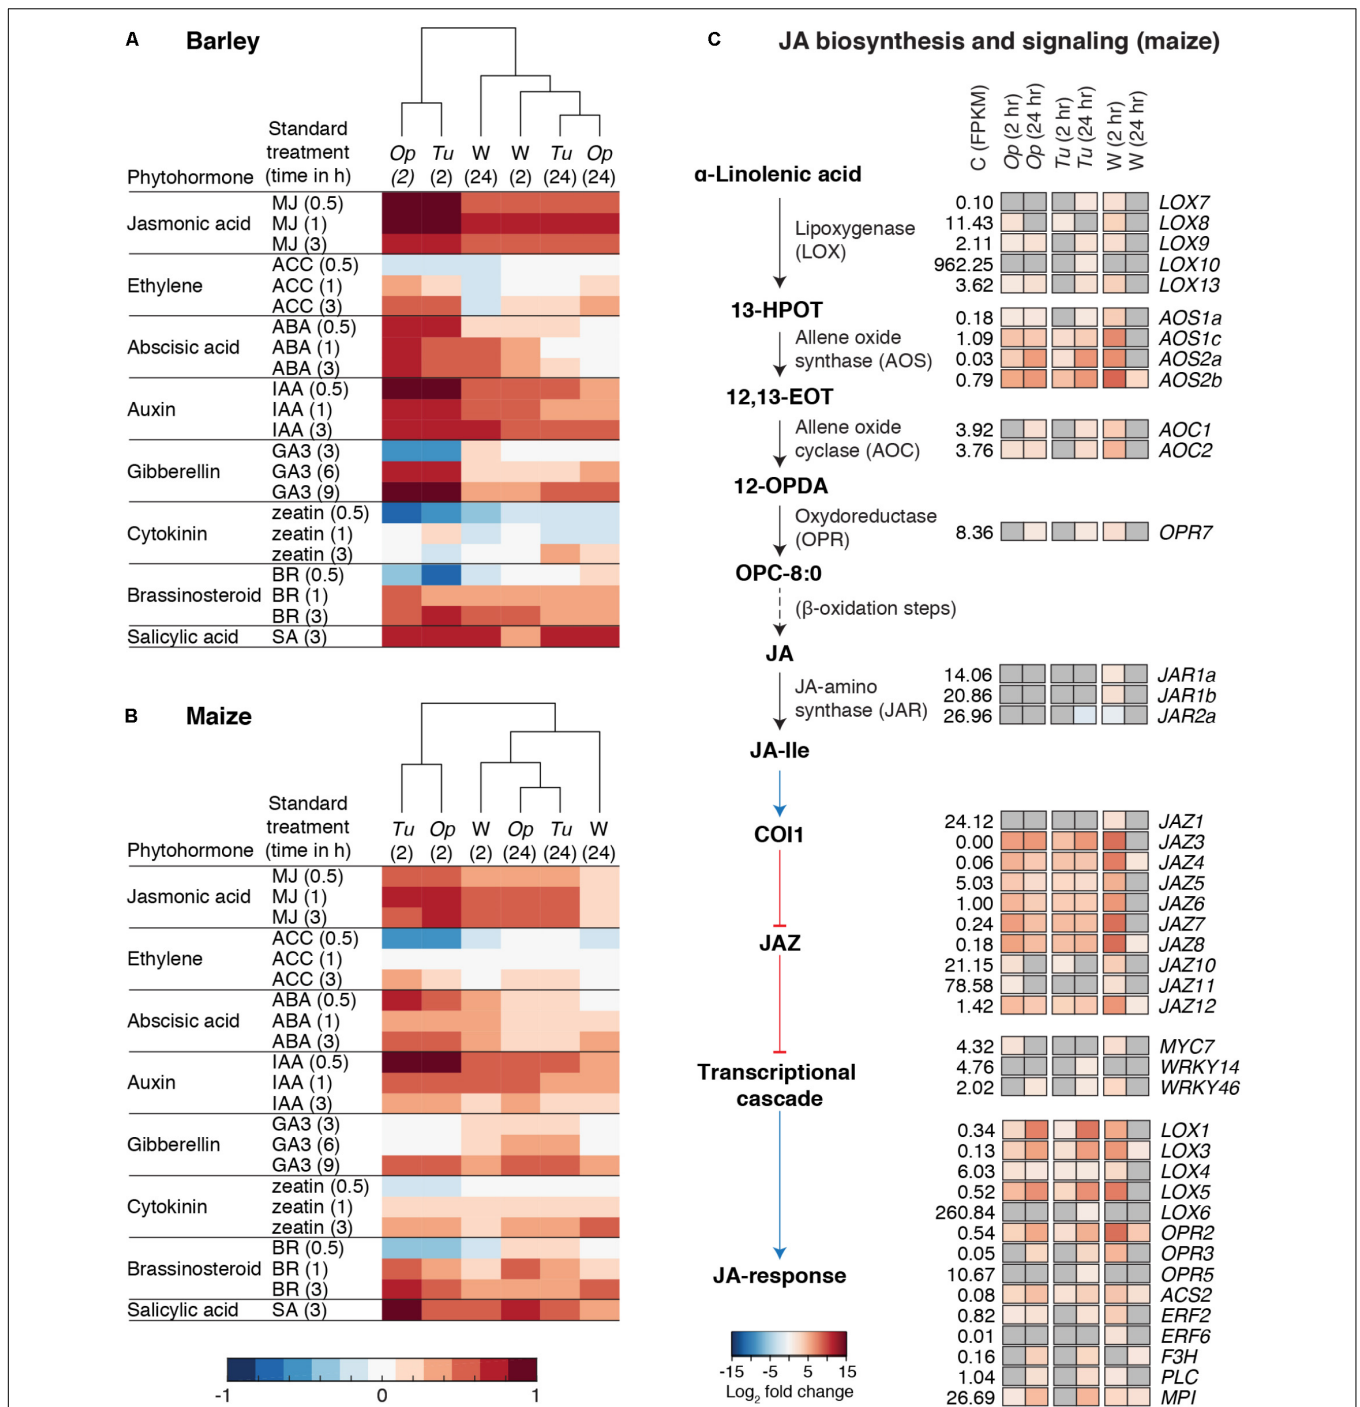 A Barley
Standard
treatment
Phytohormone (time in h)
Op Tu W W Tu Op
(2) (2) (24) (2) (24) (24)
Jasmonic acid
MJ (0.5)
MJ (1)
MJ (3)
Ethylene
ACC (0.5)
ACC (1)
ACC (3)
Abscisic acid
ABA (0.5)
ABA (1)
ABA (3)
Auxin
IAA (0.5)
IAA (1)
IAA (3)
Gibberellin
GA3 (3)
GA3 (6)
GA3 (9)
Cytokinin
zeatin (0.5)
zeatin (1)
zeatin (3)
Brassinosteroid
BR (0.5)
BR (1)
BR (3)
Salicylic acid SA (3)
B Maize
Standard
treatment
Phytohormone (time in h)
Tu Op W Op Tu W
(2) (2) (2) (24) (24) (24)
Jasmonic acid
MJ (0.5)
MJ (1)
MJ (3)
Ethylene
ACC (0.5)
ACC (1)
ACC (3)
Abscisic acid
ABA (0.5)
ABA (1)
ABA (3)
Auxin
IAA (0.5)
IAA (1)
IAA (3)
Gibberellin
GA3 (3)
GA3 (6)
GA3 (9)
Cytokinin
zeatin (0.5)
zeatin (1)
zeatin (3)
Brassinosteroid
BR (0.5)
BR (1)
BR (3)
Salicylic acid SA (3)
-1 0 1
C JA biosynthesis and signaling (maize)
C (FPKM)
Op (2 hr)
Op (24 hr)
Tu (2 hr)
Tu (24 hr)
W (2 hr)
W (24 hr)
α-Linolenic acid
Lipoxygenase
(LOX)
13-HPOT
Allene oxide
synthase (AOS)
12,13-EOT
Allene oxide
cyclase (AOC)
12-OPDA
Oxydoreductase
(OPR)
OPC-8:0
(β-oxidation steps)
JA
JA-amino
synthase (JAR)
JA-Ile
COI1
JAZ
Transcriptional
cascade
JA-response
-15 -5 5 15
Log2 fold change
0.10 LOX7
11.43 LOX8
2.11 LOX9
962.25 LOX10
3.62 LOX13
0.18 AOS1a
1.09 AOS1c
0.03 AOS2a
0.79 AOS2b
3.92 AOC1
3.76 AOC2
8.36 OPR7
14.06 JAR1a
20.86 JAR1b
26.96 JAR2a
24.12 JAZ1
0.00 JAZ3
0.06 JAZ4
5.03 JAZ5
1.00 JAZ6
0.24 JAZ7
0.18 JAZ8
21.15 JAZ10
78.58 JAZ11
1.42 JAZ12
4.32 MYC7
4.76 WRKY14
2.02 WRKY46
0.34 LOX1
0.13 LOX3
6.03 LOX4
0.52 LOX5
260.84 LOX6
0.54 OPR2
0.05 OPR3
10.67 OPR5
0.08 ACS2
0.82 ERF2
0.01 ERF6
0.16 F3H
1.04 PLC
26.69 MPI